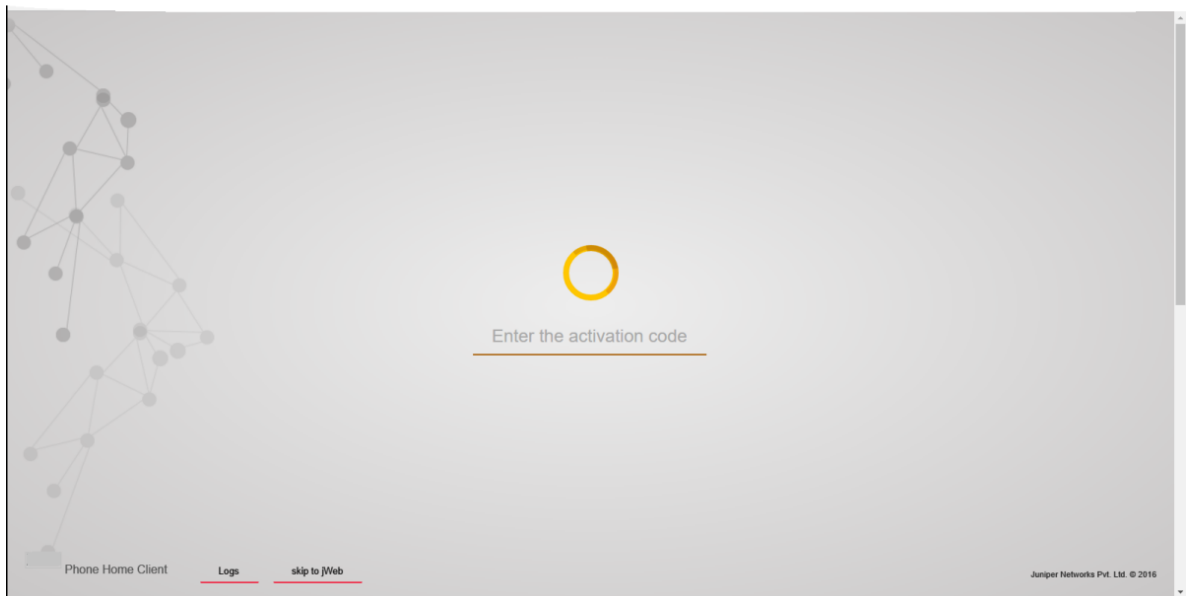 Enter the activation code
Phone Home Client
Logs
skip to jWeb
Juniper Networks Pvt. Ltd. © 2016